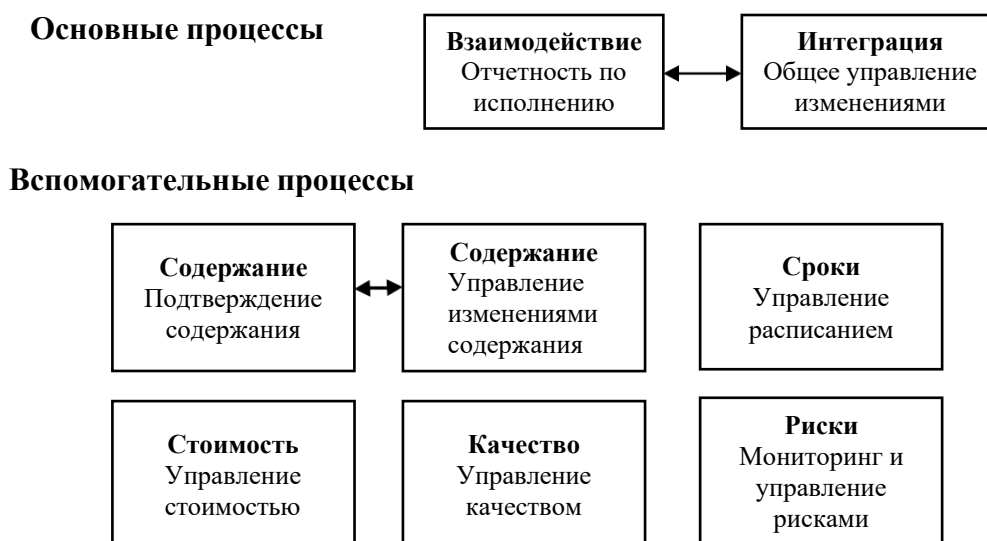 Основные процессы
Взаимодействие
Отчетность по
исполнению
Интеграция
Общее управление
изменениями
Вспомогательные процессы
Содержание
Подтверждение
содержания
Содержание
Управление
изменениями
содержания
Сроки
Управление
расписанием
Стоимость
Управление
стоимостью
Качество
Управление
качеством
Риски
Мониторинг и
управление
рисками